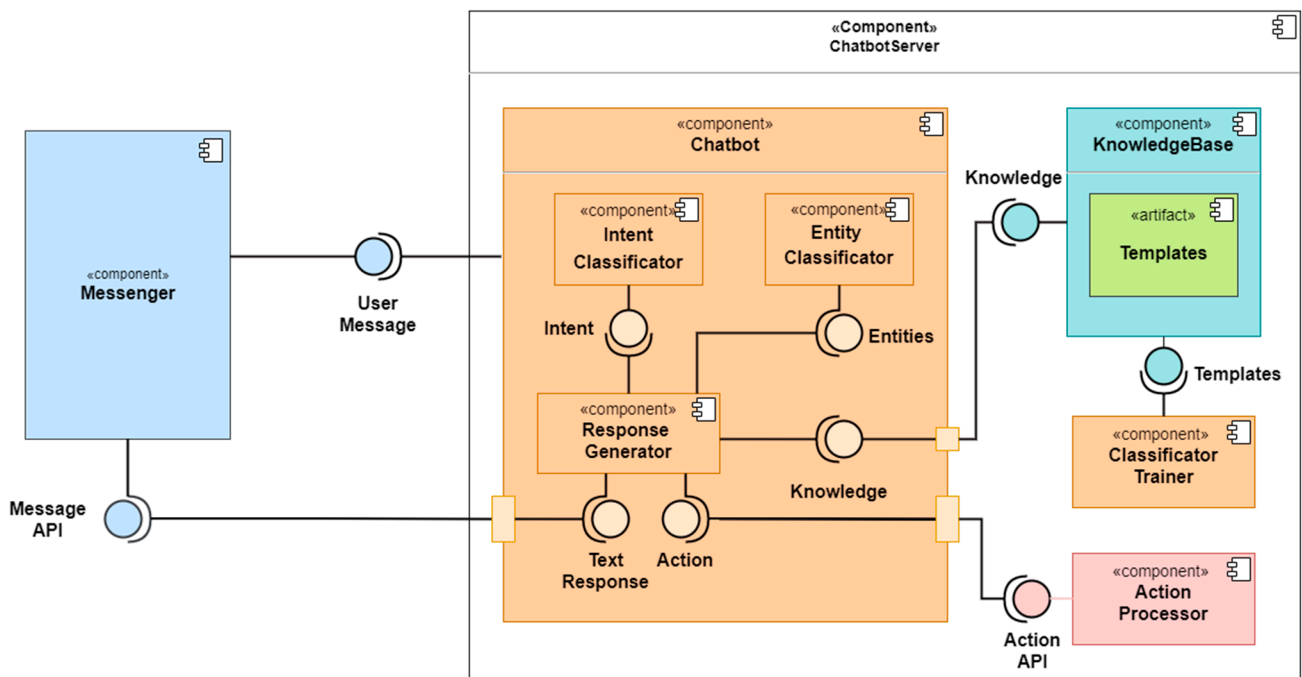 «Component»
ChatbotServer
«component»
Messenger
User
Message
Message
API
«component»
Chatbot
«component»
Intent
Classificator
«component»
Entity
Classificator
Intent
Entities
«component»
Response
Generator
Knowledge
Text
Response
Action
Knowledge
«component»
KnowledgeBase
«artifact»
Templates
Templates
«component»
Classificator
Trainer
«component»
Action
Processor
Action
API